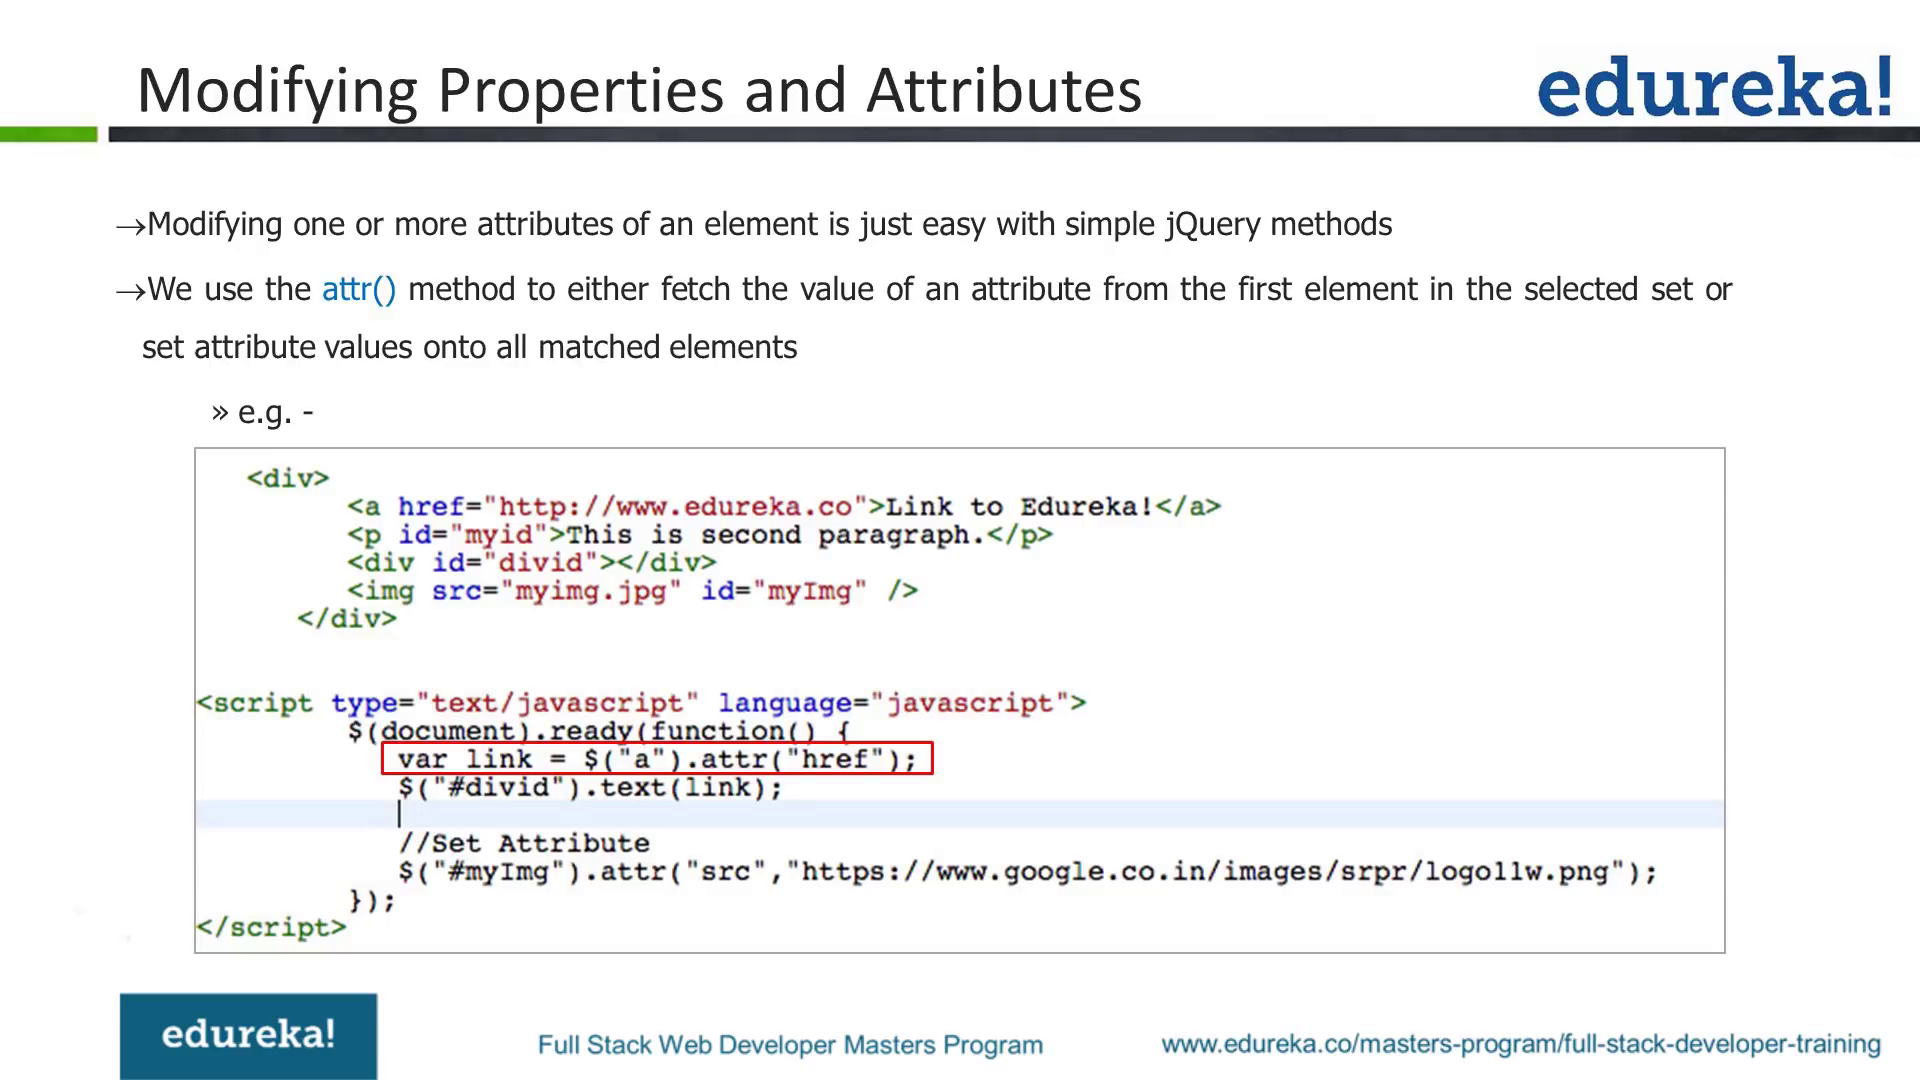 Modifying Properties and Attributes
edureka!
→Modifying one or more attributes of an element is just easy with simple jQuery methods
→We use the attr() method to either fetch the value of an attribute from the first element in the selected set or
set attribute values onto all matched elements
» e.g. -
<div>
<a href="http://www.edureka.co">Link to Edureka!</a>
<p id="myid">This is second paragraph.</p>
<div id="divid"></div>
<img src="myimg.jpg" id="myImg" />
</div>
<script type="text/javascript" language="javascript">
$(document).ready(function() {
var link = $("a").attr("href");
$("#divid").text(link);
//Set Attribute
$("#myImg").attr("src","https://www.google.co.in/images/srpr/logo11w.png");
});
</script>
edureka!
Full Stack Web Developer Masters Program
www.edureka.co/masters-program/full-stack-developer-training